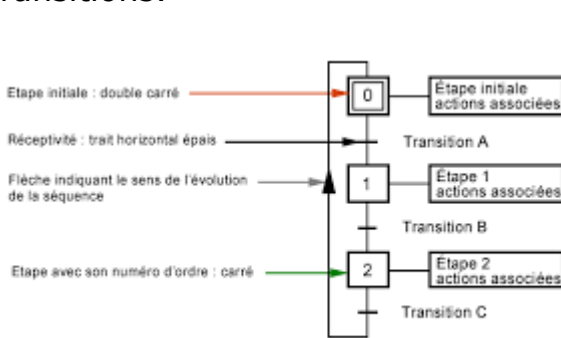 Etape initiale : double carré
0
Étape initiale
actions associées
Réceptivité : trait horizontal épais
Transition A
Flèche indiquant le sens de l'évolution
de la séquence
1
Étape 1
actions associées
Transition B
Etape avec son numéro d'ordre : carré
2
Étape 2
actions associées
Transition C